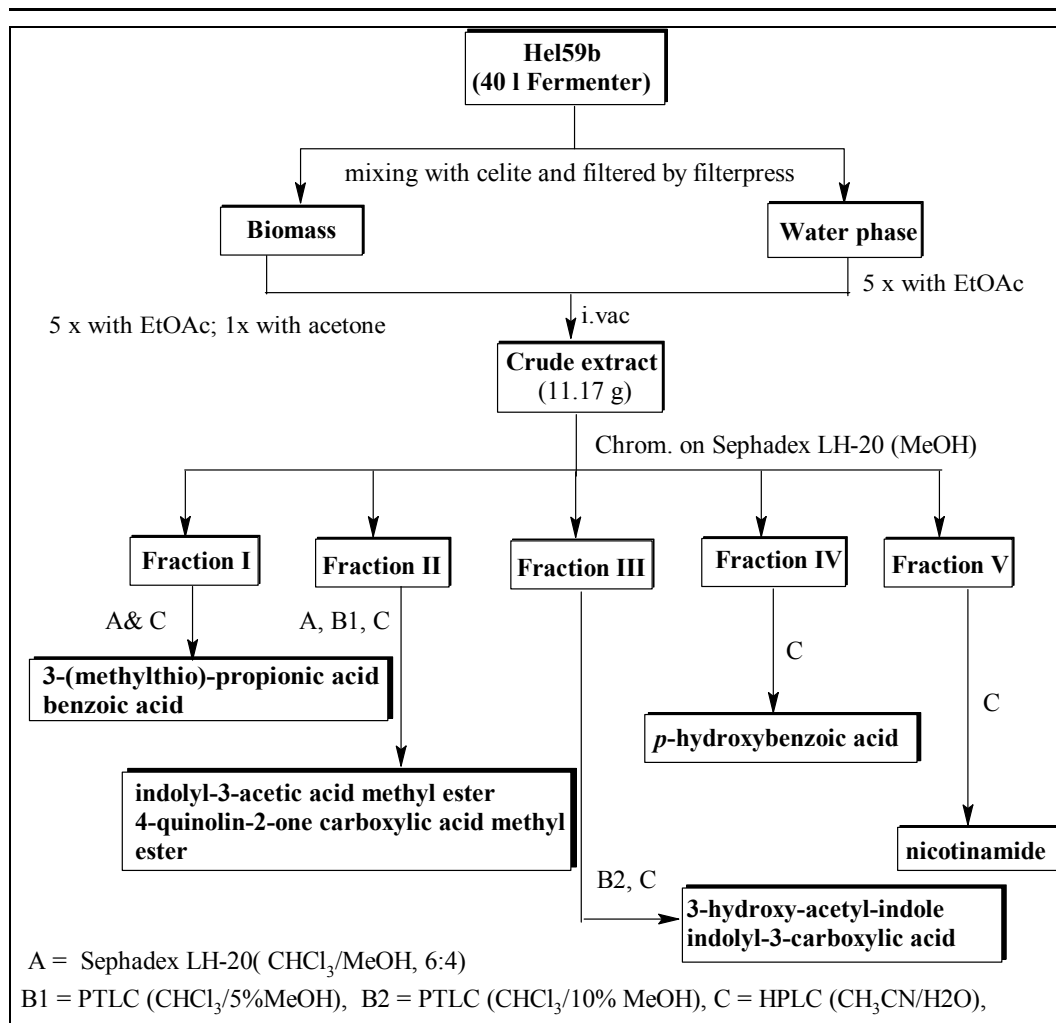 Hel59b
(40 l Fermenter)
mixing with celite and filtered by filterpress
Biomass
Water phase
5 x with EtOAc
5 x with EtOAc; 1x with acetone
i.vac
Crude extract
(11.17 g)
Chrom. on Sephadex LH-20 (MeOH)
Fraction I
Fraction II
Fraction III
Fraction IV
Fraction V
A& C
A, B1, C
C
C
3-(methylthio)-propionic acid
benzoic acid
p-hydroxybenzoic acid
indolyl-3-acetic acid methyl ester
4-quinolin-2-one carboxylic acid methyl
ester
nicotinamide
B2, C
3-hydroxy-acetyl-indole
indolyl-3-carboxylic acid
A = Sephadex LH-20( CHCl3/MeOH, 6:4)
B1 = PTLC (CHCl3/5%MeOH), B2 = PTLC (CHCl3/10% MeOH), C = HPLC (CH3CN/H2O),